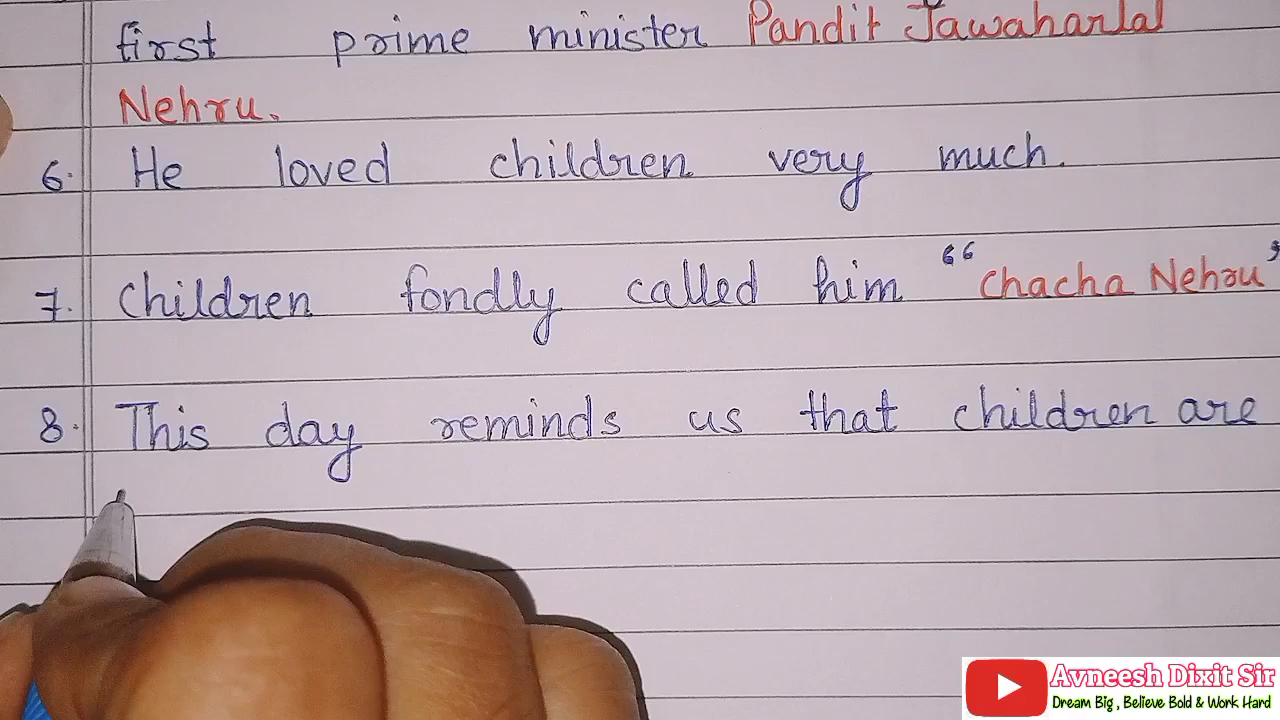 first prime minister Pandit Jawaharlal
Nehru.
6. He loved children very much.
7. Children fondly called him "Chacha Nehru"
8. This day reminds us that children are
Avneesh Dixit Sir
Dream Big , Believe Bold & Work Hard